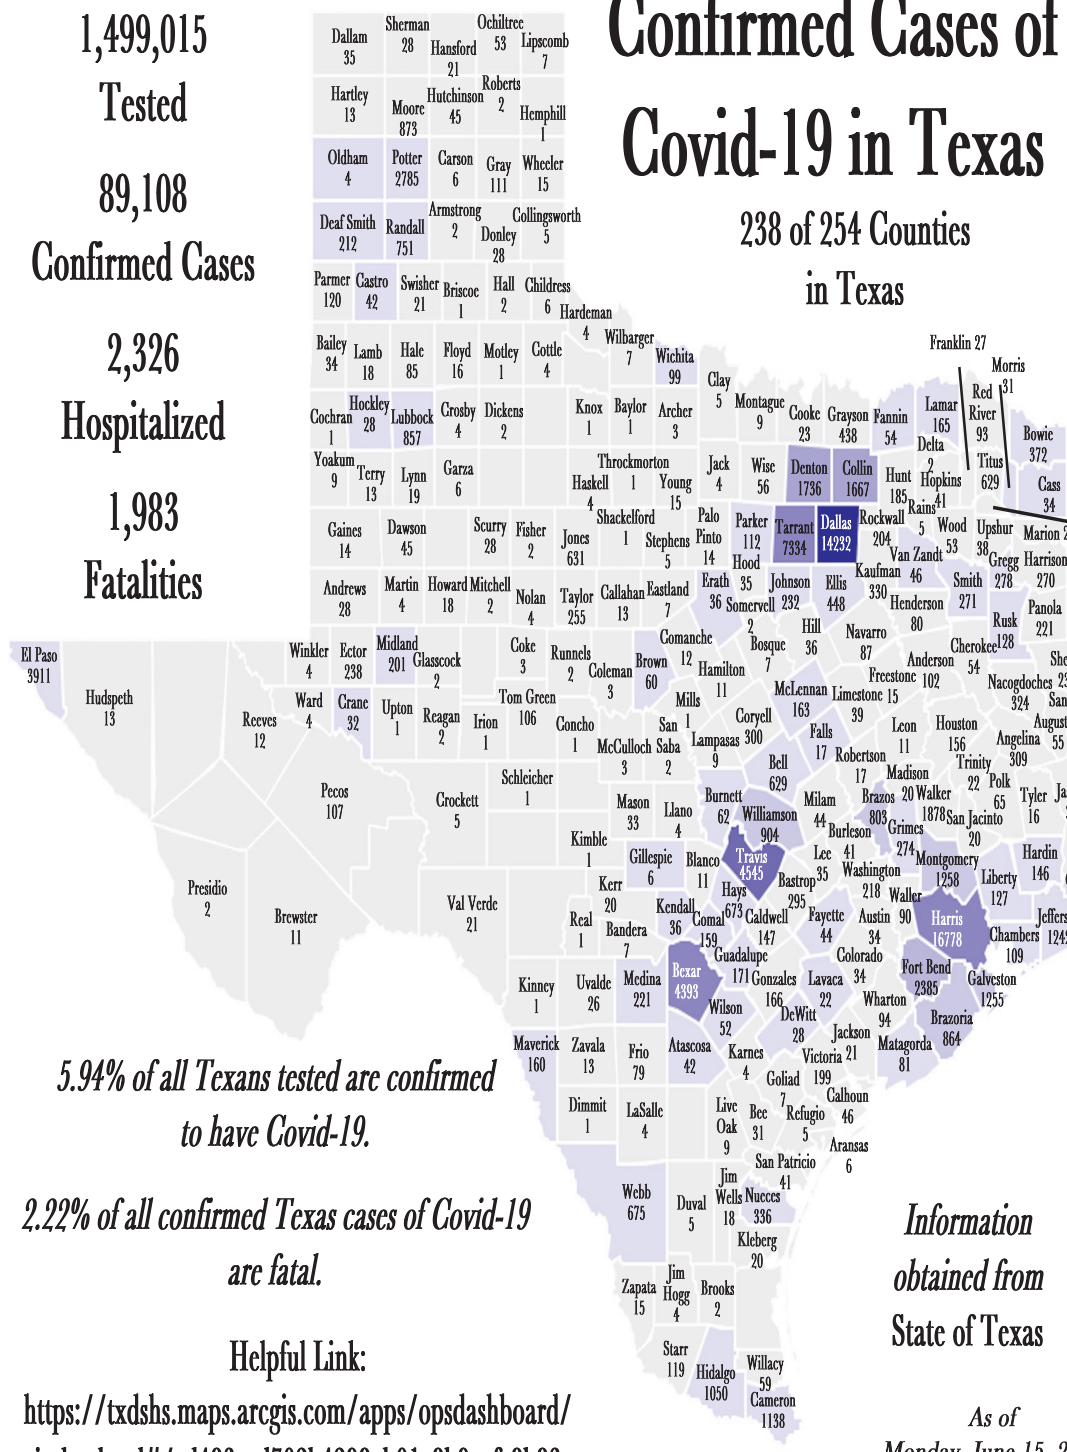 1,499,015
Tested
89,108
Confirmed Cases
2,326
Hospitalized
1,983
Fatalities
Confirmed Cases of
Covid-19 in Texas
238 of 254 Counties
in Texas
Dallam
35
Sherman
28
Hansford
21
Ochiltree
53
Lipscomb
7
Hartley
13
Moore
873
Hutchinson
45
Roberts
2
Hemphill
1
Oldham
4
Potter
2785
Carson
6
Gray
111
Wheeler
15
Deaf Smith
212
Randall
751
Armstrong
2
Donley
28
Collingsworth
5
Parmer
120
Castro
42
Swisher
21
Briscoe
1
Hall
2
Childress
6
Hardeman
4
Bailey
34
Lamb
18
Hale
85
Floyd
16
Motley
1
Cottle
4
Wilbarger
7
Wichita
99
Clay
5
Montague
9
Cooke
23
Grayson
438
Fannin
54
Lamar
165
Franklin 27
Morris
31
Red
River
93
Delta
2
Titus
629
Bowie
372
Cass
34
Cochran
1
Hockley
28
Lubbock
857
Crosby
4
Dickens
2
Knox
1
Baylor
1
Archer
3
Yoakum
9
Terry
13
Lynn
19
Garza
6
Haskell
4
Throckmorton
1
Young
15
Jack
4
Wise
56
Denton
1736
Collin
1667
Hunt
185
Hopkins
41
Rains
5
Gaines
14
Dawson
45
Scurry
28
Fisher
2
Jones
631
Shackelford
1
Stephens
5
Palo
Pinto
14
Parker
112
Tarrant
7334
Dallas
14232
Rockwall
204
Van Zandt
46
Wood
53
Upshur
38
Marion 2
Gregg
278
Harrison
270
Andrews
28
Martin
4
Howard
18
Mitchell
2
Nolan
4
Taylor
255
Callahan
13
Eastland
7
Erath
36
Hood
35
Somervell
2
Johnson
232
Ellis
448
Kaufman
330
Henderson
80
Smith
271
Rusk
128
Panola
221
El Paso
3911
Hudspeth
13
Winkler
4
Ector
238
Midland
201
Glasscock
2
Coke
3
Runnels
2
Coleman
3
Brown
60
Comanche
12
Hamilton
11
Bosque
7
Hill
36
Navarro
87
Freestone 15
Anderson
102
Cherokee
54
Nacogdoches
324
She
23
San
August
55
Reeves
12
Ward
4
Crane
32
Upton
1
Reagan
2
Irion
1
Tom Green
106
Concho
1
McCulloch
3
San
Saba
2
Mills
1
Lampasas
9
Coryell
300
McLennan
163
Limestone
39
Falls
17
Leon
11
Houston
156
Angelina
309
Trinity
22
Polk
65
Tyler
16
Ja
Pecos
107
Crockett
5
Schleicher
1
Mason
33
Llano
4
Burnett
62
Bell
629
Williamson
904
Milam
44
Robertson
17
Brazos
803
Madison
20
Walker
1878
San Jacinto
20
Burleson
41
Grimes
274
Presidio
2
Brewster
11
Val Verde
21
Kimble
1
Gillespie
6
Blanco
11
Travis
4545
Lee
35
Bastrop
295
Washington
218
Waller
90
Montgomery
1258
Liberty
127
Hardin
146
Kerr
20
Real
1
Bandera
7
Kendall
36
Comal
159
Hays
673
Caldwell
147
Fayette
44
Austin
34
Harris
16778
Chambers
109
Jeffers
1242
Kinney
1
Uvalde
26
Medina
221
Bexar
4393
Guadalupe
171
Gonzales
166
Lavaca
22
Colorado
34
Fort Bend
2385
Galveston
1255
Wilson
52
DeWitt
28
Wharton
94
Brazoria
864
Maverick
160
Zavala
13
Frio
79
Atascosa
42
Karnes
4
Victoria
199
Jackson
21
Matagorda
81
Dimmit
1
LaSalle
4
Live
Oak
9
Bee
31
Goliad
7
Refugio
5
Calhoun
46
Aransas
6
San Patricio
41
Webb
675
Duval
5
Jim
Wells
18
Nueces
336
Kleberg
20
Zapata
15
Jim
Hogg
4
Brooks
2
Starr
119
Hidalgo
1050
Willacy
59
Cameron
1138
5.94% of all Texans tested are confirmed
to have Covid-19.
2.22% of all confirmed Texas cases of Covid-19
are fatal.
Helpful Link:
https://txdshs.maps.arcgis.com/apps/opsdashboard/
Information
obtained from
State of Texas
As of
Monday, June 15, 2